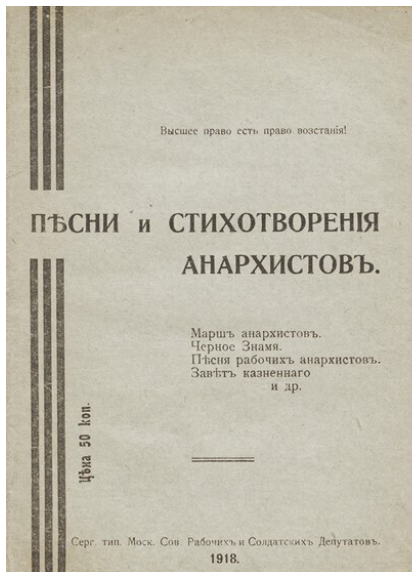 Высшее право есть право возстанія!
ПѢСНИ и СТИХОТВОРЕНІЯ
АНАРХИСТОВЪ.
Маршъ анархистовъ.
Черное Знамя.
Пѣсня рабочихъ анархистовъ.
Завѣтъ казненнаго
и др.
Цѣна 50 коп.
Серг. тип. Моск. Сов. Рабочихъ и Солдатскихъ Депутатовъ.
1918.